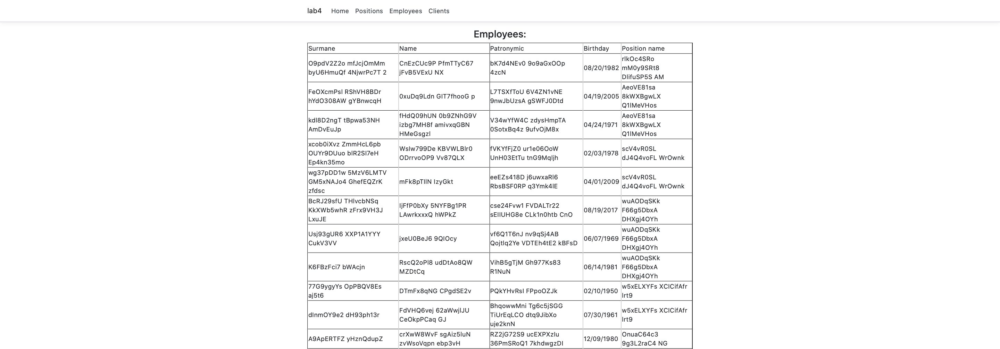 lab4 Home Positions Employees Clients
Employees:
Surmane Name Patronymic Birthday Position name
O9pdV2Z2o mfJcjOmMm
byU6HmuQf 4NjwrPc7T 2
CnEzCUc9P PfmTTyC67
jFvB5VExU NX
bK7d4NEv0 9o9aGxOOp
4zcN
08/20/1982
rlkOc4SRo
mM0y9SRt8
DlifuSP5S AM
FeOXcmPsl RShVH8BDr
hYdO308AW gYBnwcqH
0xuDq9Ldn GIT7fhooG p
L7TSXfToU 6V4ZN1vNE
9nwJbUzsA gSWFJ0Dtd
04/19/2005
AeoVE81sa
8kWXBgwLX
Q1lMeVHos
kdl8D2ngT tBpwa53NH
AmDvEuJp
fHdQ09hUN 0b9ZNhG9V
izbg7MH8f amivxqGBN
HMeGsgzl
V34wYfW4C zdysHmpTA
0SotxBq4z 9ufvOjM8x
04/24/1971
AeoVE81sa
8kWXBgwLX
Q1lMeVHos
xcob0iXvz ZmmHcL6pb
OUYr9DUuo blR2SI7eH
Ep4kn35mo
Wslw799De KBVWLBlr0
ODrrvoOP9 Vv87QLX
fVKYfFjZ0 ur1e06OoW
UnH03EtTu tnG9Mqljh
02/03/1978
scV4vR0SL
dJ4Q4voFL WrOwnk
wg37pDD1w 5MzV6LMTV
GM5xNAJo4 GhefEQZrK
zfdsc
mFk8pTIlN IzyGkt
eeEZs418D j6uwxaRl6
RbsBSF0RP q3Ymk4lE
04/01/2009
scV4vR0SL
dJ4Q4voFL WrOwnk
BcRJ29sfU THlvcbNSq
KkXWb5whR zFrx9VH3J
LxuJE
ljFfP0bXy 5NYFBg1PR
LAwrkxxxQ hWPkZ
cse24Fvw1 FVDALTr22
sEIIUHG8e CLk1n0htb CnO
08/19/2017
wuAODqSKk
F66g5DbxA
DHXgj4OYh
Usj93gUR6 XXP1A1YYY
CukV3VV
jxeU0BeJ6 9QIOcy
vf6Q1T6nJ nv9qSj4AB
Qojtlq2Ye VDTEh4tE2 kBFsD
06/07/1969
wuAODqSKk
F66g5DbxA
DHXgj4OYh
K6FBzFci7 bWAcjn
RscQ2oPl8 udDtAo8QW
MZDtCq
VihB5gTjM Gh977Ks83
R1NuN
06/14/1981
wuAODqSKk
F66g5DbxA
DHXgj4OYh
77G9ygyYs OpPBQV8Es
aj5t6
DTmFx8qNG CPgdSE2v
PQkYHvRsI FPpoOZJk
02/10/1950
w5xELXYFs XCICifAfr
lrt9
dlnmOY9e2 dH93ph13r
FdVHQ6vej 62aWwjlJU
CeOkpPCaq GJ
BhqowwMni Tg6c5jSGG
TiUrEqLCO dtq9JibXo
uje2knN
07/30/1961
w5xELXYFs XCICifAfr
lrt9
A9ApERTFZ yHznQdupZ
crXwW8WvF sgAiz5luN
zvWsoVqpn ebp3vH
RZ2jG72S9 ucEXPXzlu
36PmSRoQ1 7khdwgzDI
12/09/1980
OnuaC64c3
9g3L2raC4 NG